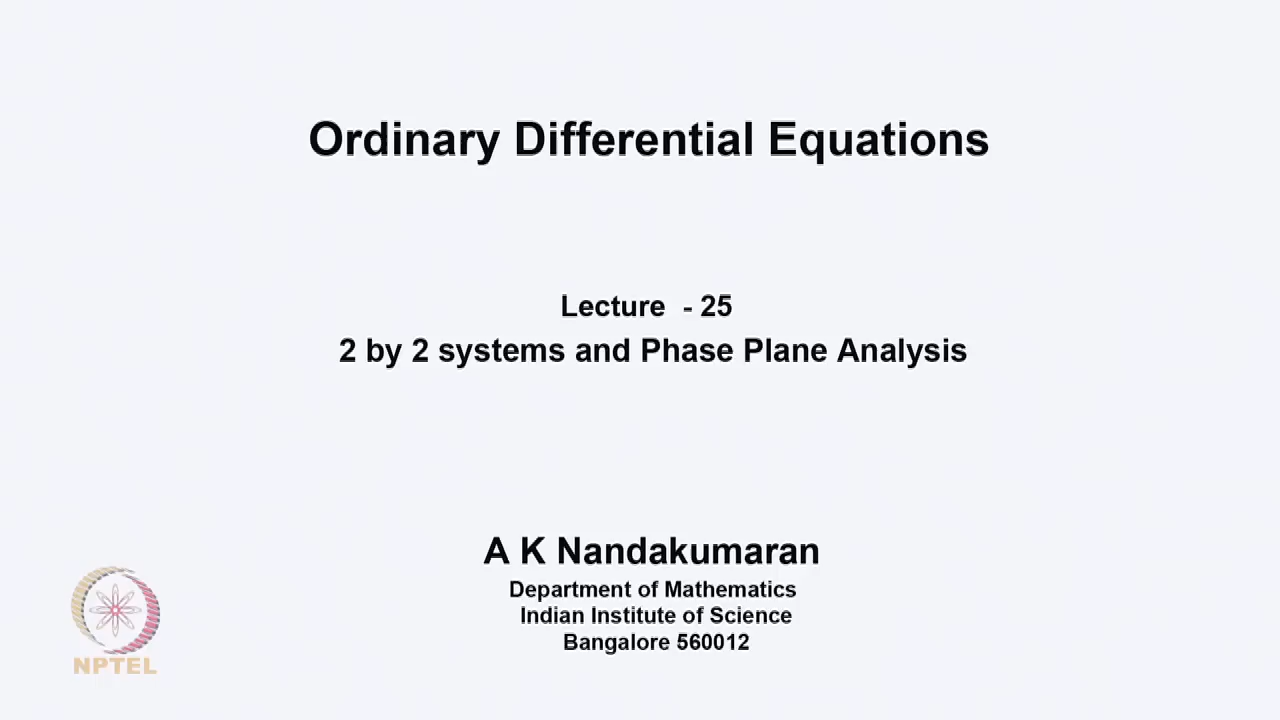 Ordinary Differential Equations
Lecture - 25
2 by 2 systems and Phase Plane Analysis
A K Nandakumaran
Department of Mathematics
Indian Institute of Science
Bangalore 560012
NPTEL